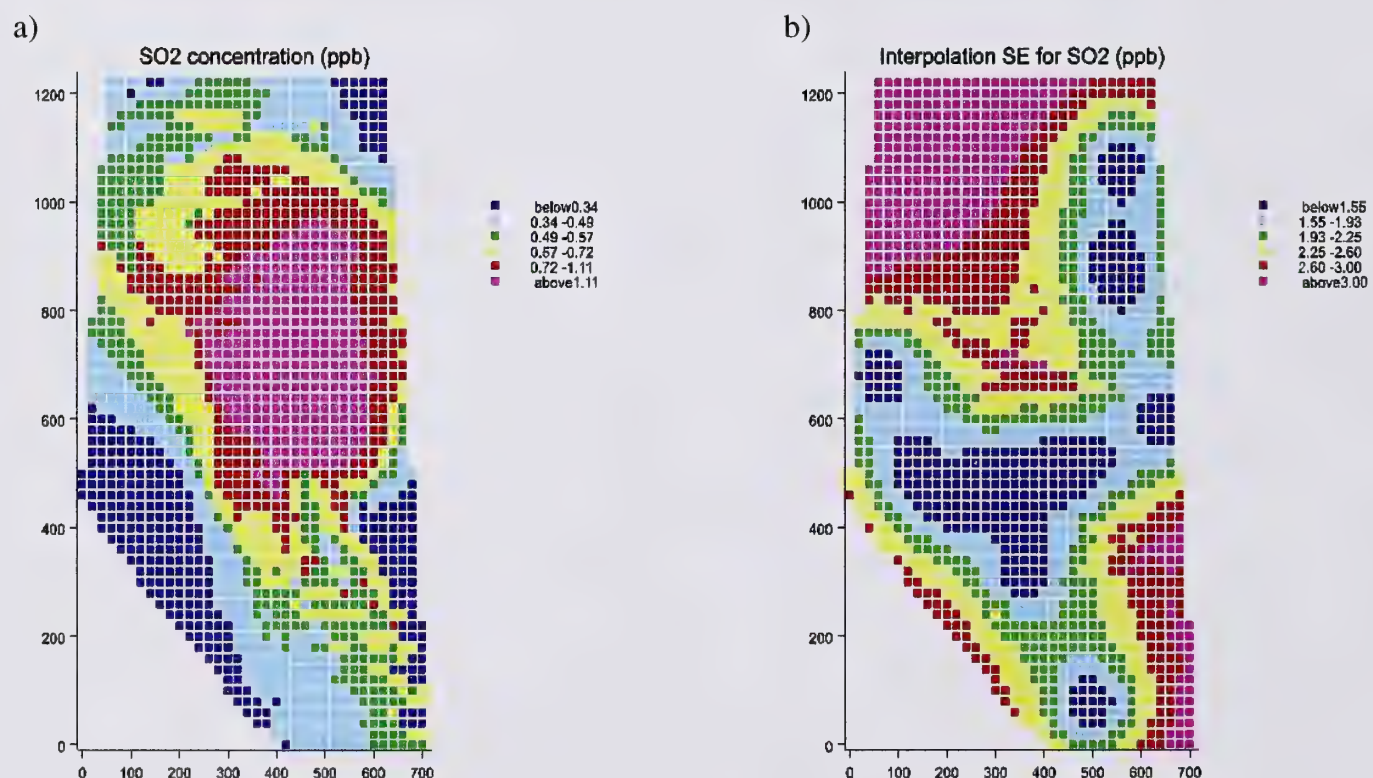 a)
SO2 concentration (ppb)
1200
1000
800
600
400
200
0
0 100 200 300 400 500 600 700
below0.34
0.34 -0.49
0.49 -0.57
0.57 -0.72
0.72 -1.11
above1.11
b)
Interpolation SE for SO2 (ppb)
1200
1000
800
600
400
200
0
0 100 200 300 400 500 600 700
below1.55
1.55 -1.93
1.93 -2.25
2.25 -2.60
2.60 -3.00
above3.00